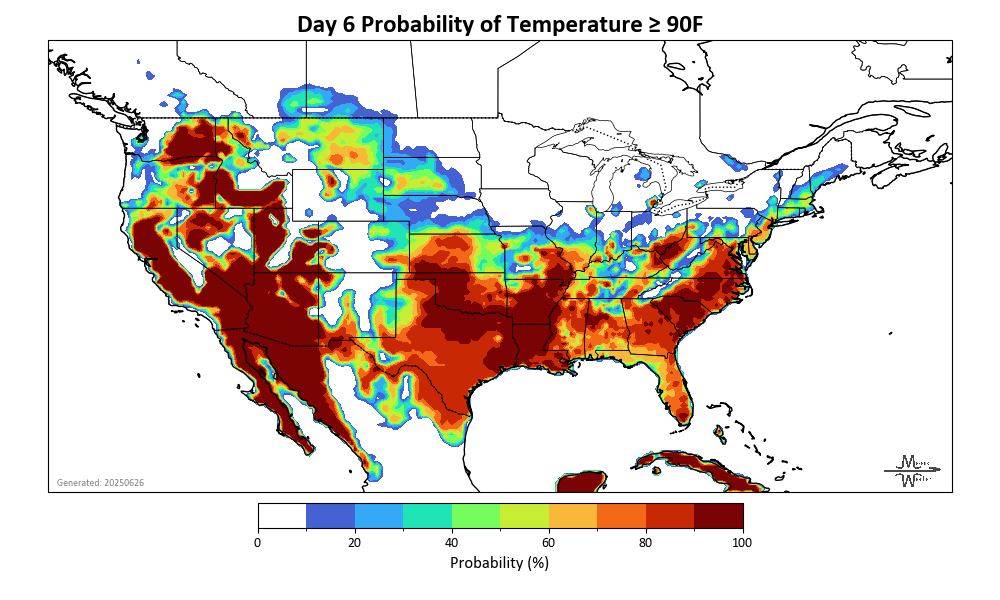 Day 6 Probability of Temperature ≥ 90F
Generated: 20250626
0 20 40 60 80 100
Probability (%)